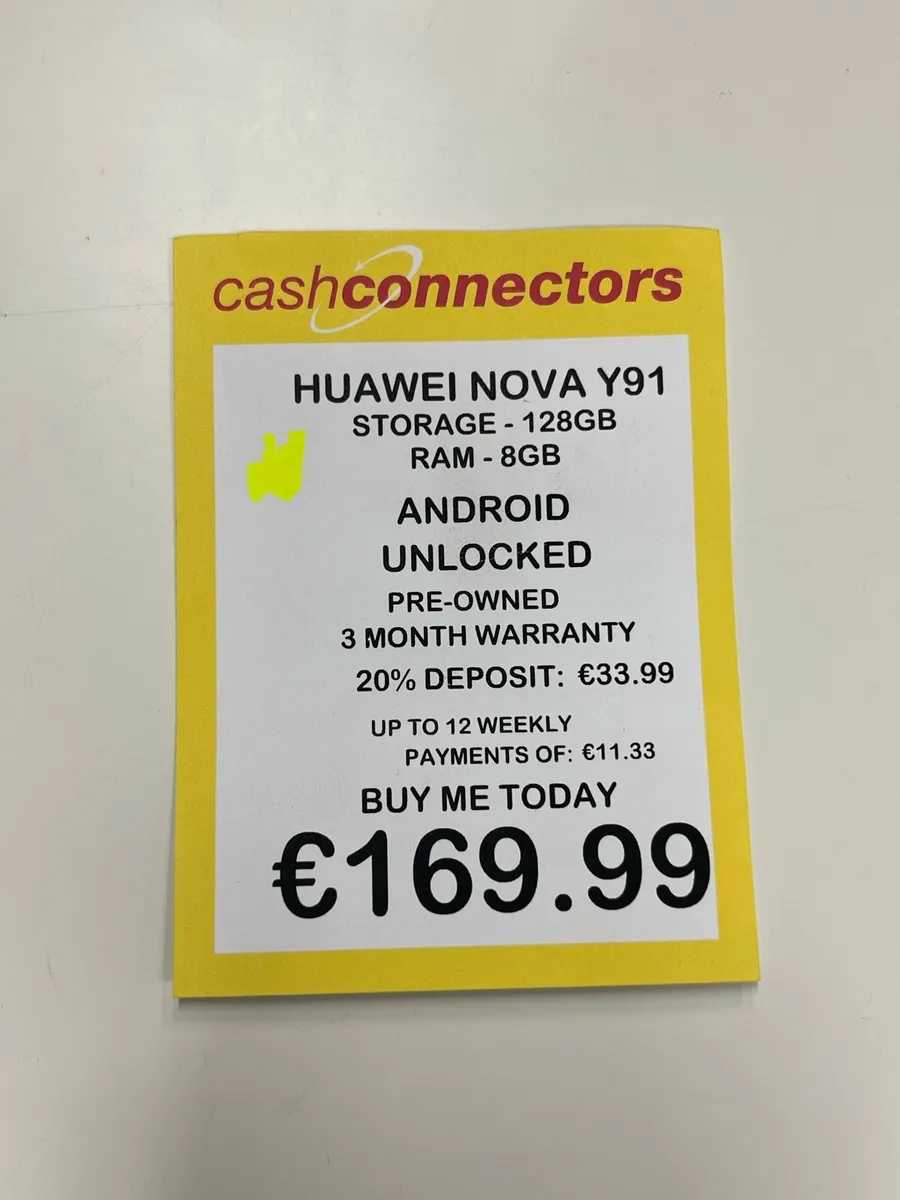 cashconnectors
HUAWEI NOVA Y91
STORAGE - 128GB
RAM - 8GB
ANDROID
UNLOCKED
PRE-OWNED
3 MONTH WARRANTY
20% DEPOSIT: €33.99
UP TO 12 WEEKLY
PAYMENTS OF: €11.33
BUY ME TODAY
€169.99